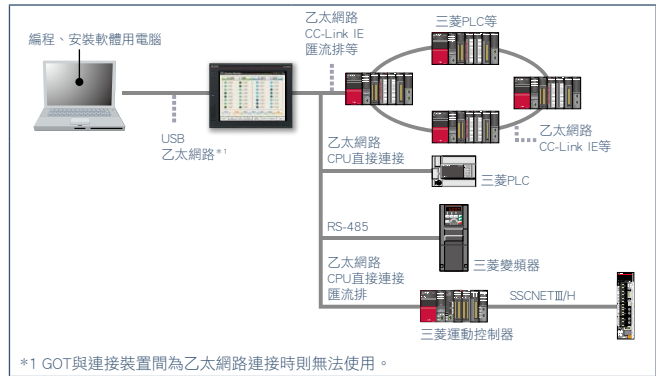 編程、安裝軟體用電腦
乙太網路
CC-Link IE
匯流排等
三菱PLC等
USB
乙太網路*1
乙太網路
CC-Link IE等
乙太網路
CPU直接連接
三菱PLC
RS-485
三菱變頻器
乙太網路
CPU直接連接
匯流排
SSCNETⅢ/H
三菱運動控制器
*1 GOT與連接裝置間為乙太網路連接時則無法使用。